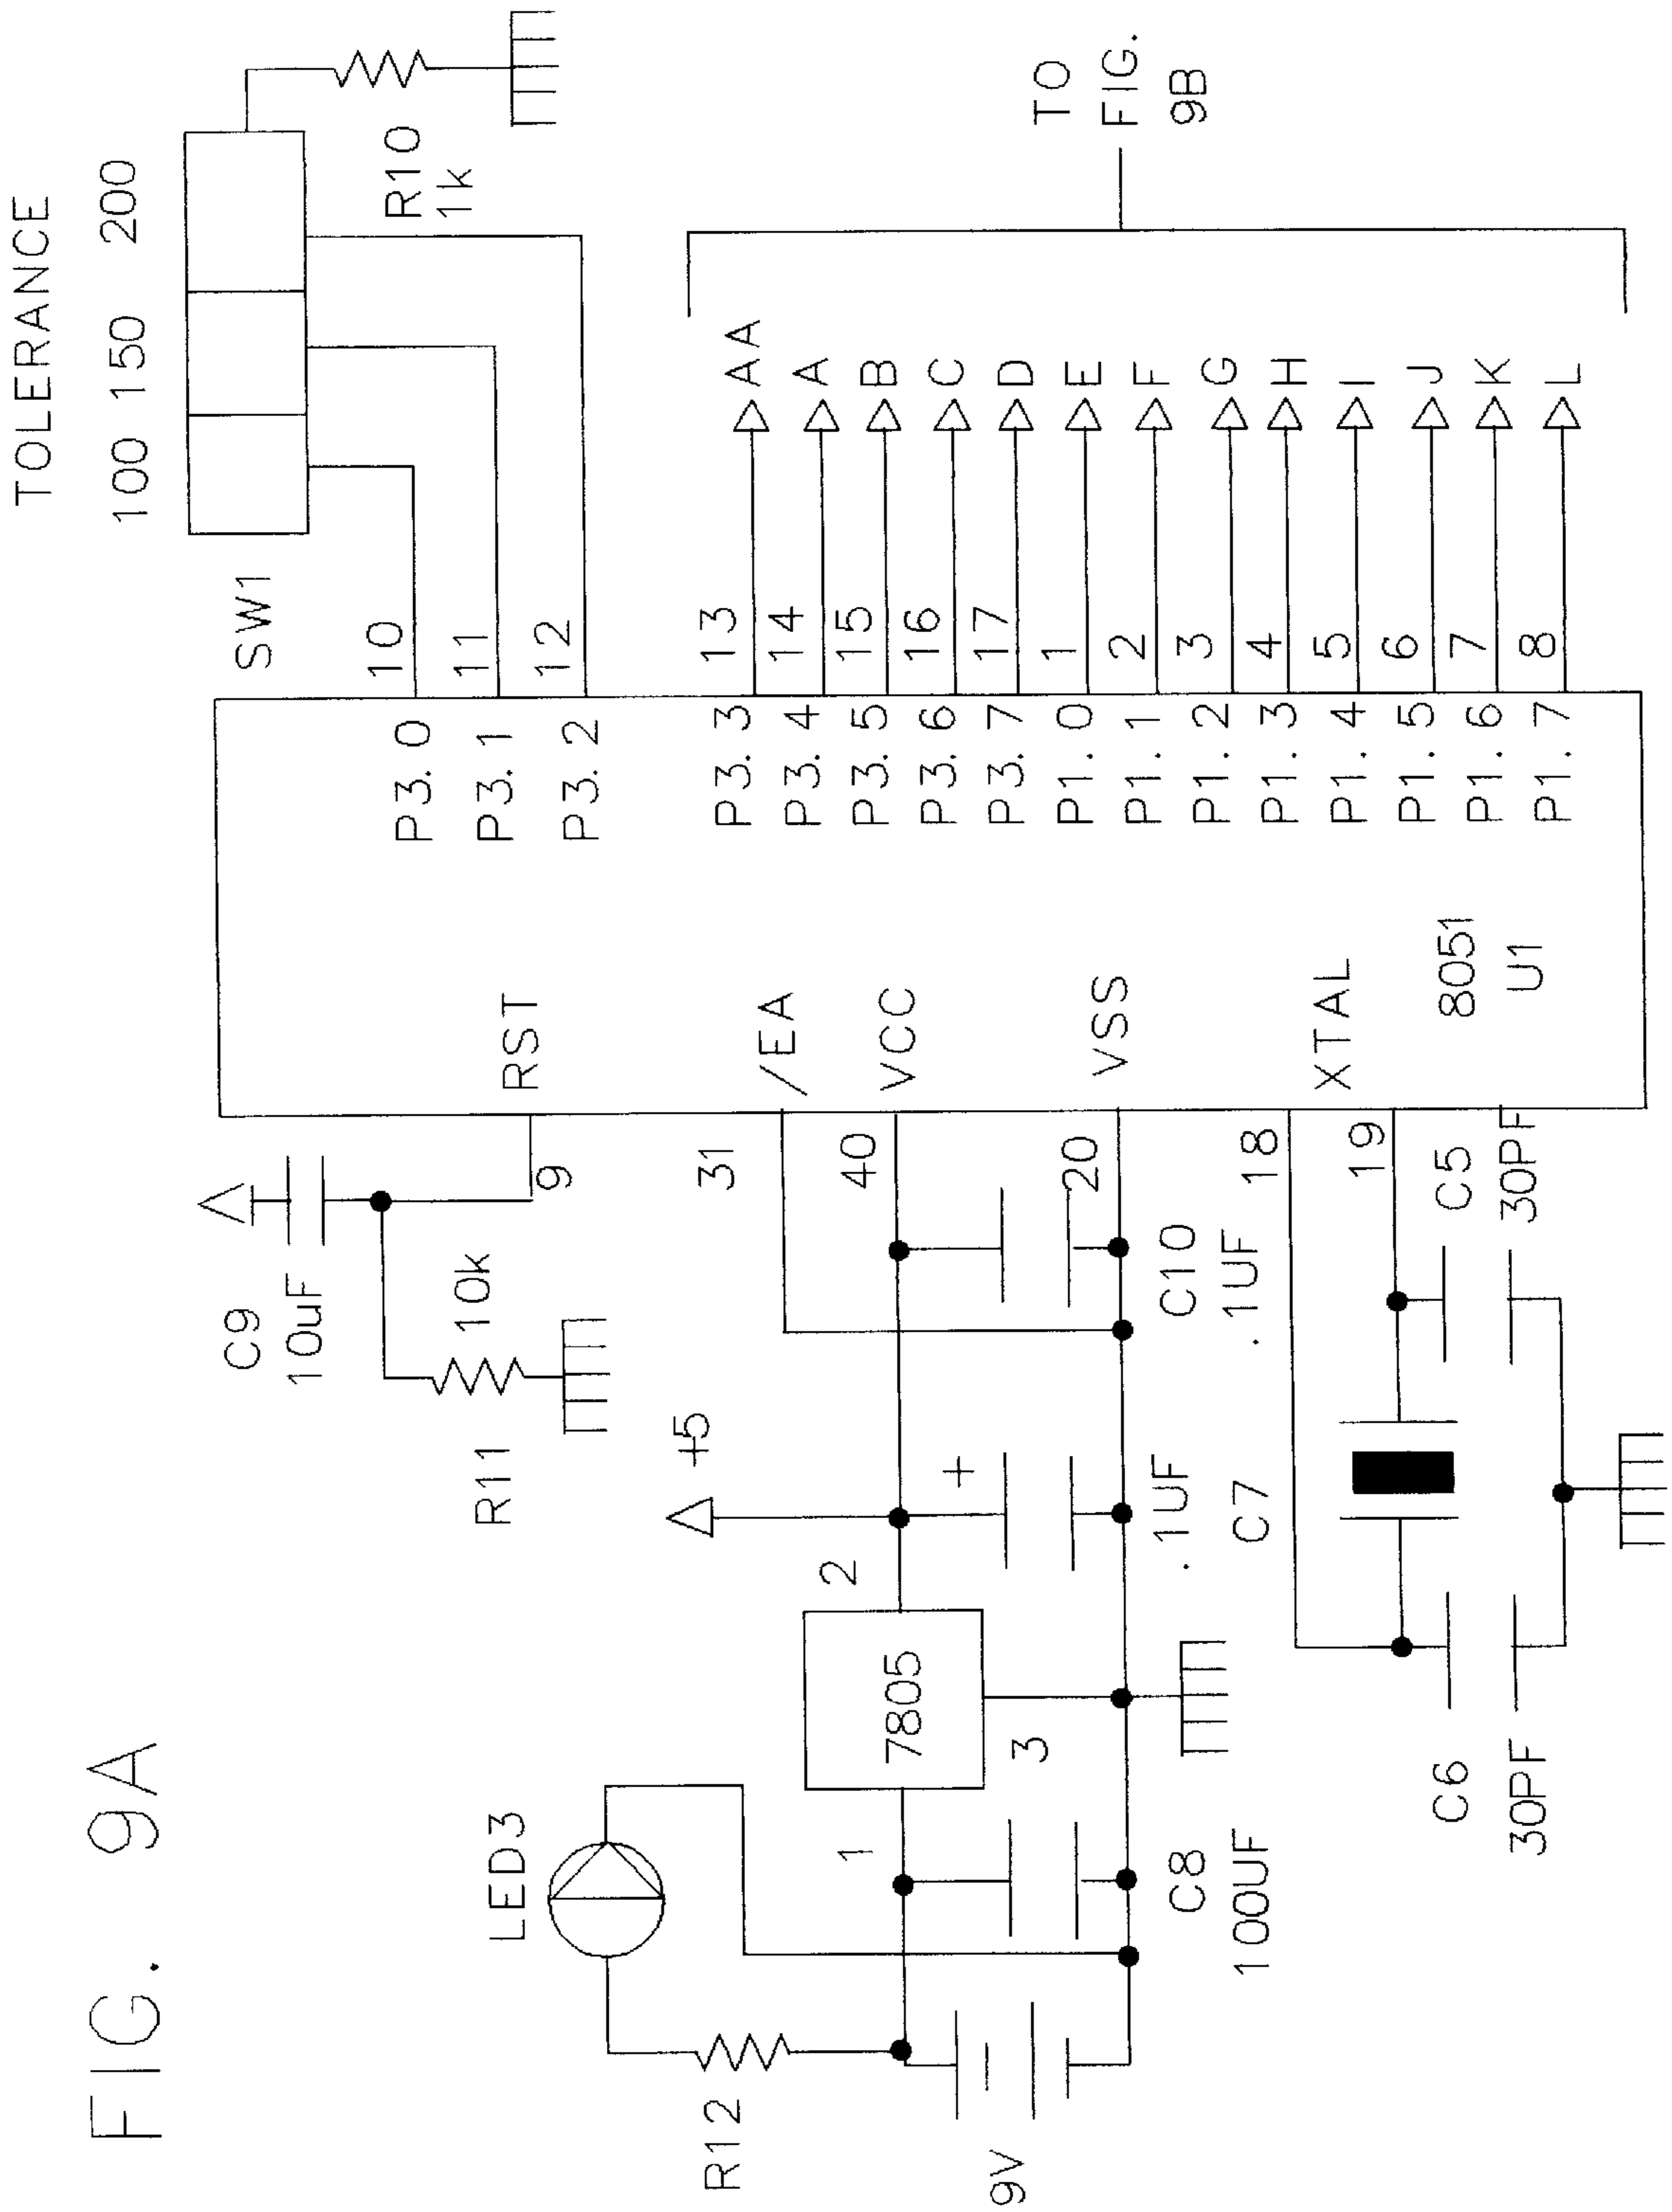 FIG. 9A
TOLERANCE
100 150 200
SW1
R10
1k
C9
10uF
R11
10k
9
RST
10
P3.0
11
P3.1
12
P3.2
LED3
R12
9V
1
7805
2
3
+5
31
/EA
40
VCC
20
VSS
+
.1UF
C7
C10
.1UF
C8
100UF
18
19
XTAL
C6
30PF
C5
30PF
8051
U1
P3.3 13 AA
P3.4 14 A
P3.5 15 B
P3.6 16 C
P3.7 17 D
P1.0 1 E
P1.1 2 F
P1.2 3 G
P1.3 4 H
P1.4 5 I
P1.5 6 J
P1.6 7 K
P1.7 8 L
TO
FIG.
9B